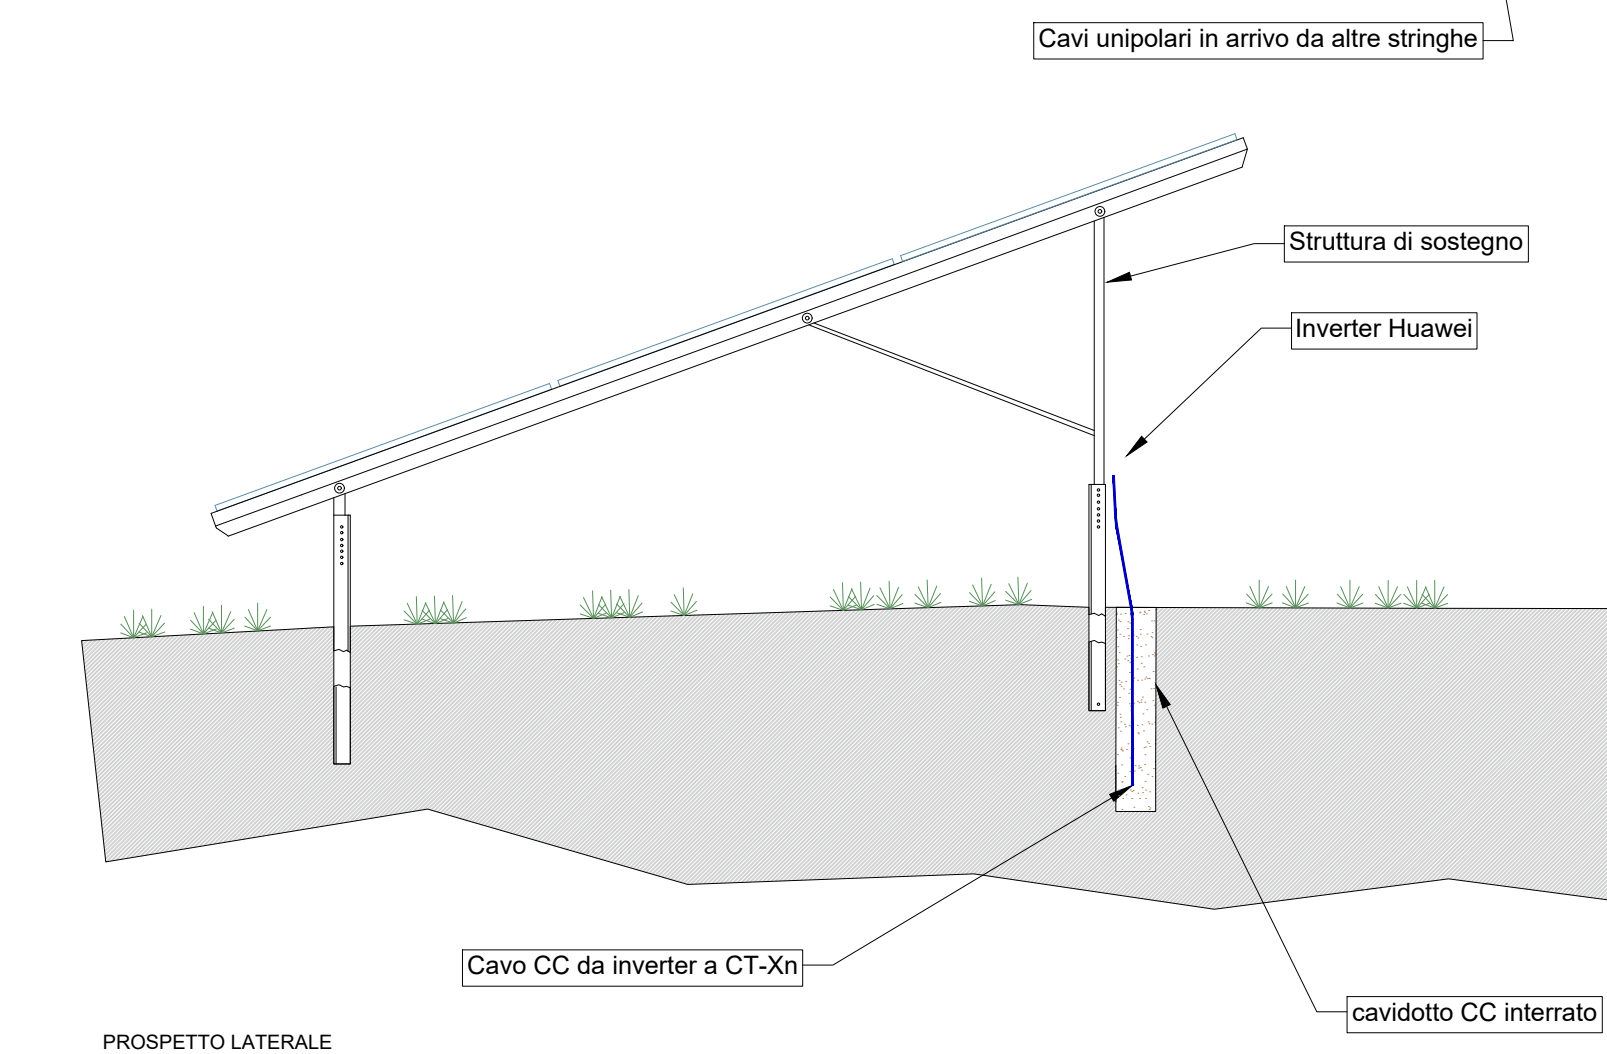 Cavi unipolari in arrivo da altre stringhe
Struttura di sostegno
Inverter Huawei
Cavo CC da inverter a CT-Xn
cavidotto CC interrato
PROSPETTO LATERALE